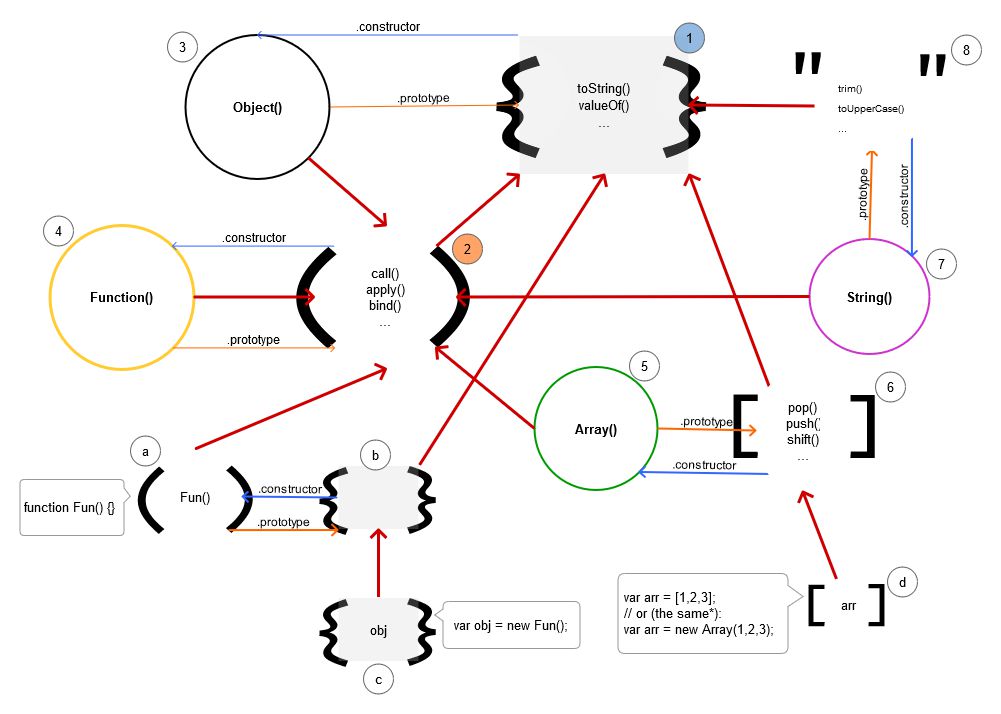 .constructor
3
1
8
" "
Object()
.prototype
{ }
toString()
valueOf()
...
trim()
toUpperCase()
...
.prototype
.constructor
4
.constructor
2
7
Function()
( )
call()
apply()
bind()
...
String()
.prototype
5
6
Array()
.prototype
[ ]
pop()
push()
shift()
...
.constructor
a
b
function Fun() {}
( )
Fun()
.constructor
.prototype
{ }
d
var arr = [1,2,3];
// or (the same*):
var arr = new Array(1,2,3);
[ arr ]
{ obj }
var obj = new Fun();
c